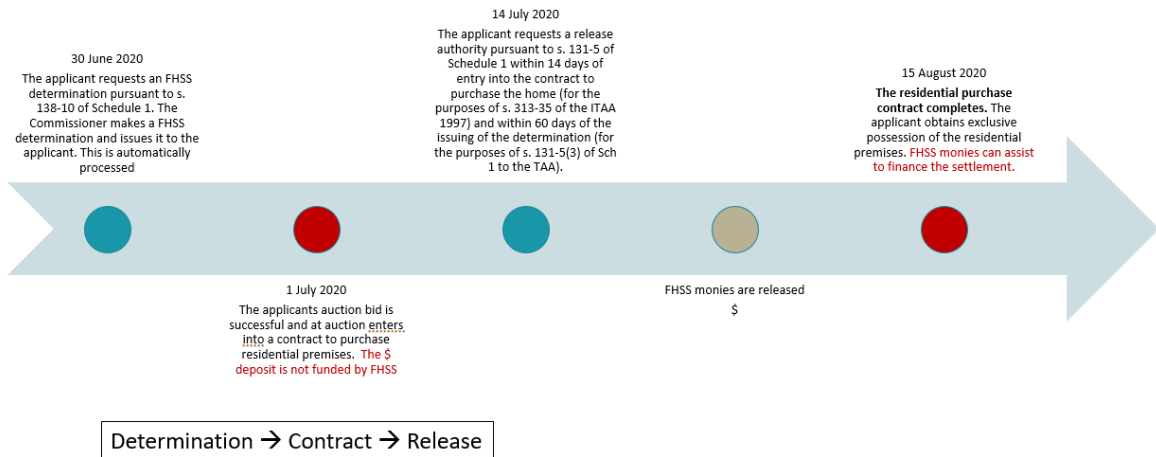 30 June 2020
The applicant requests an FHSS
determination pursuant to s.
138-10 of Schedule 1. The
Commissioner makes a FHSS
determination and issues it to the
applicant. This is automatically
processed
1 July 2020
The applicants auction bid is
successful and at auction enters
into a contract to purchase
residential premises. The $
deposit is not funded by FHSS
14 July 2020
The applicant requests a release
authority pursuant to s. 131-5 of
Schedule 1 within 14 days of
entry into the contract to
purchase the home (for the
purposes of s. 313-35 of the ITAA
1997) and within 60 days of the
issuing of the determination (for
the purposes of s. 131-5(3) of Sch
1 to the TAA).
FHSS monies are released
$
15 August 2020
The residential purchase
contract completes. The
applicant obtains exclusive
possession of the residential
premises. FHSS monies can assist
to finance the settlement.
Determination → Contract → Release